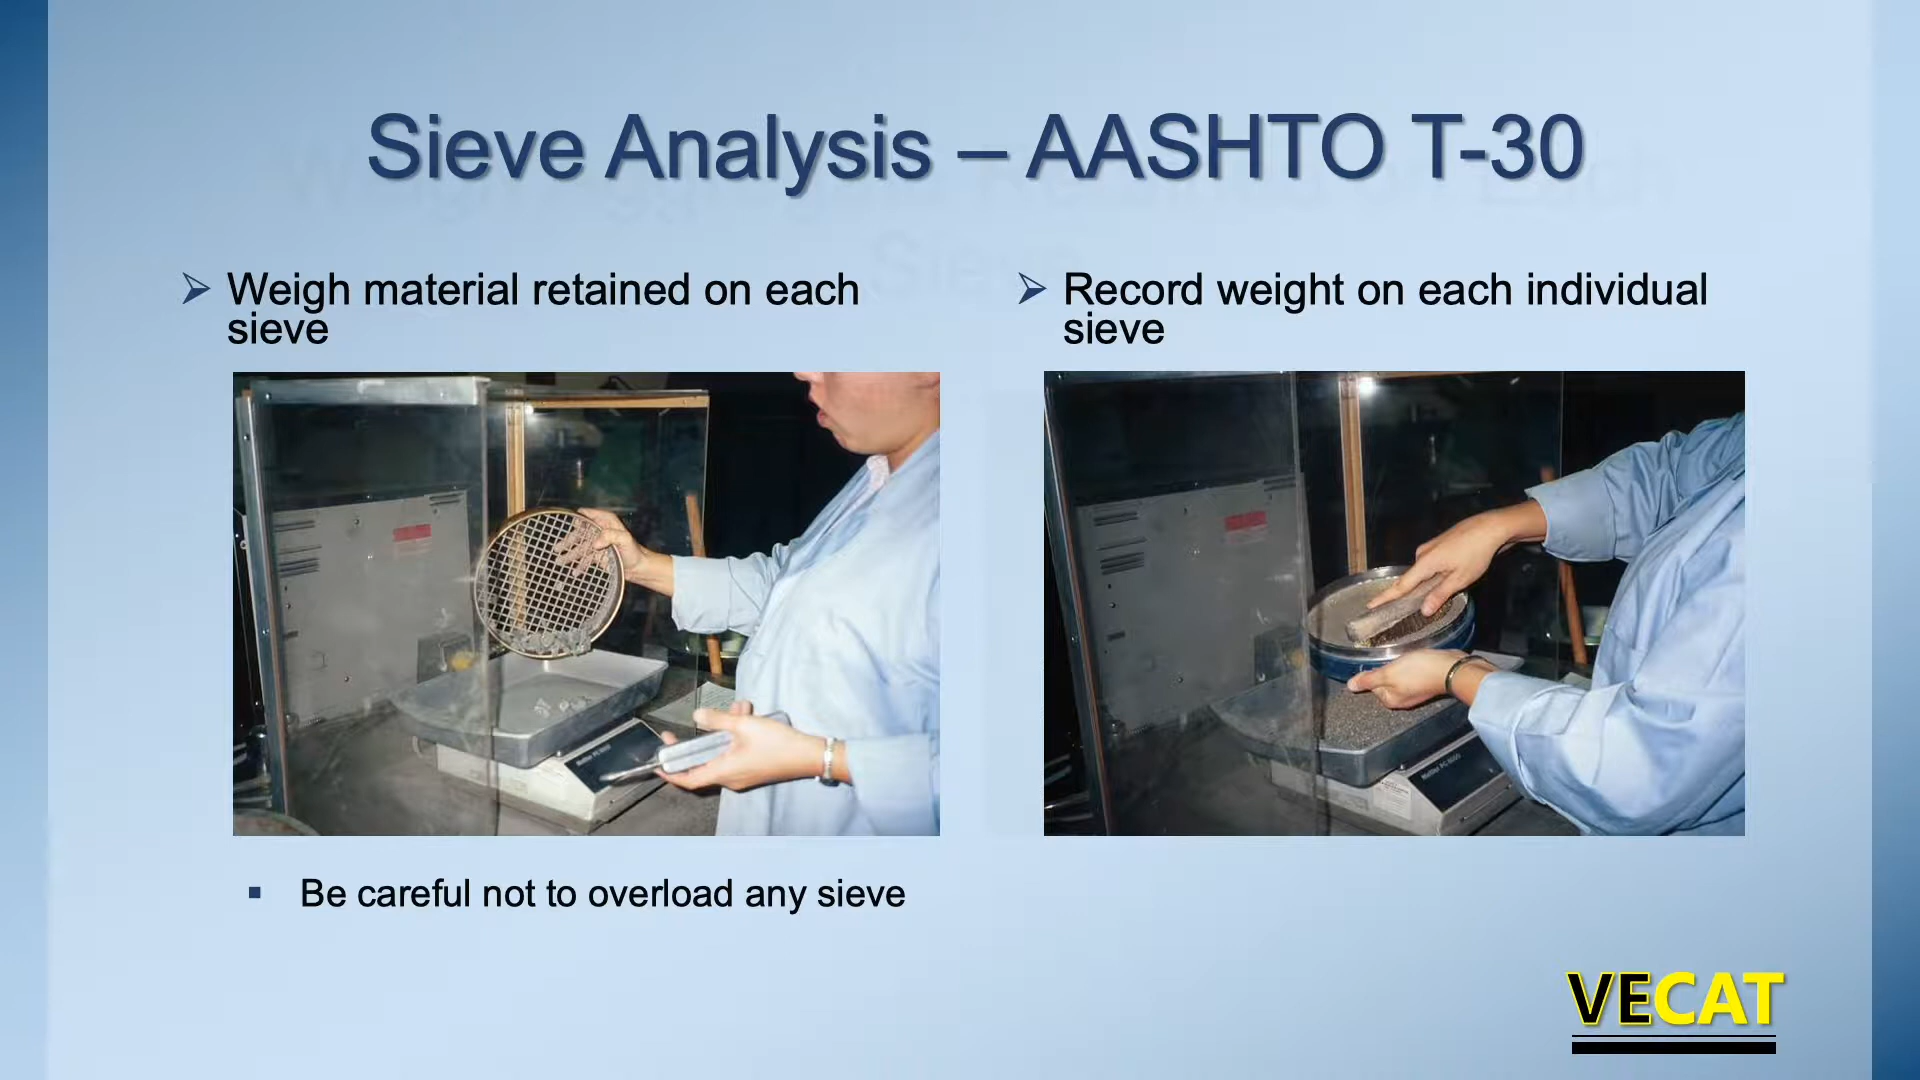 Sieve Analysis – AASHTO T-30
Weigh material retained on each
sieve
Record weight on each individual
sieve
Be careful not to overload any sieve
VECAT